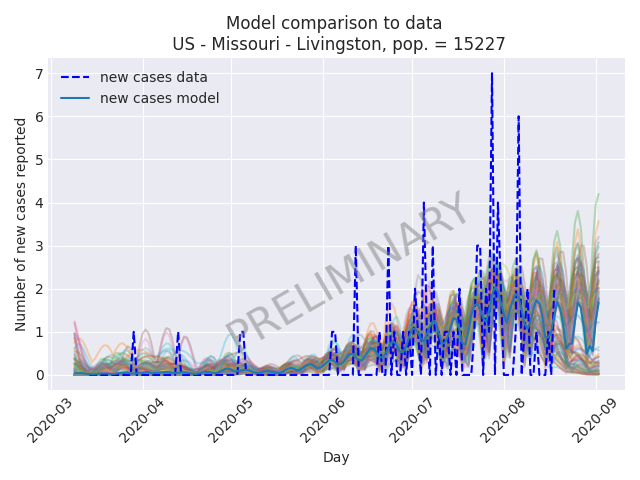 Model comparison to data
US - Missouri - Livingston, pop. = 15227
Number of new cases reported
7
6
5
4
3
2
1
0
new cases data
new cases model
PRELIMINARY
2020-03
2020-04
2020-05
2020-06
2020-07
2020-08
2020-09
Day